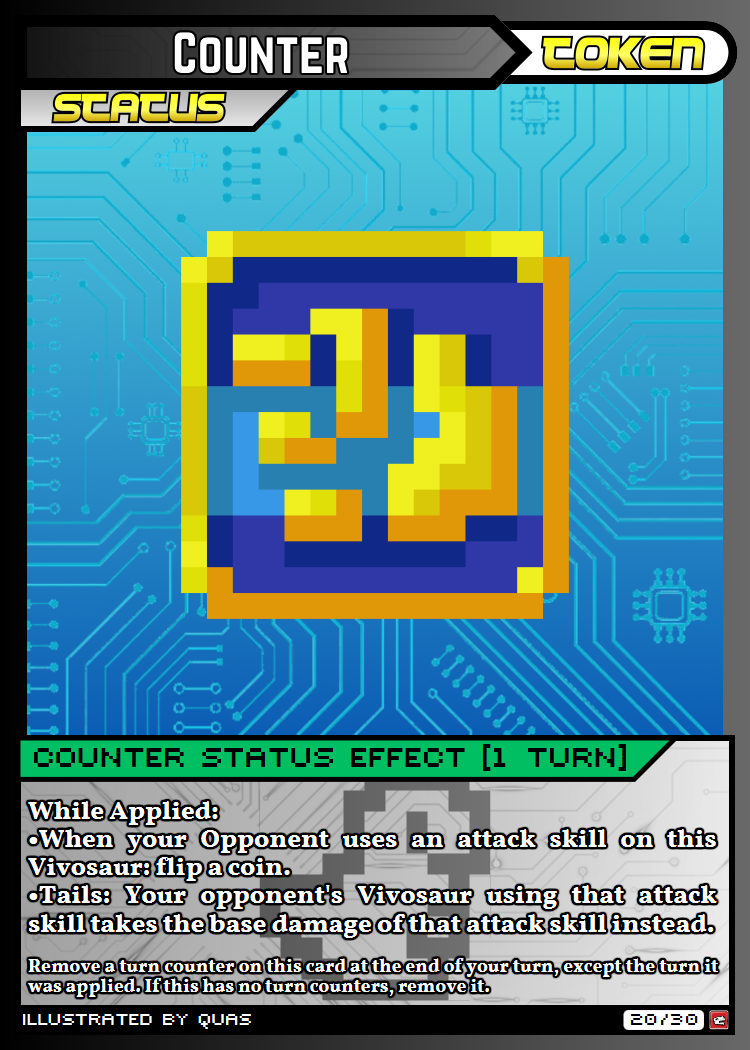 COUNTER
TOKEN
STATUS
COUNTER STATUS EFFECT [1 TURN]
While Applied:
•When your Opponent uses an attack skill on this
Vivosaur: flip a coin.
•Tails: Your opponent's Vivosaur using that attack
skill takes the base damage of that attack skill instead.
Remove a turn counter on this card at the end of your turn, except the turn it
was applied. If this has no turn counters, remove it.
ILLUSTRATED BY QUAS
20/30